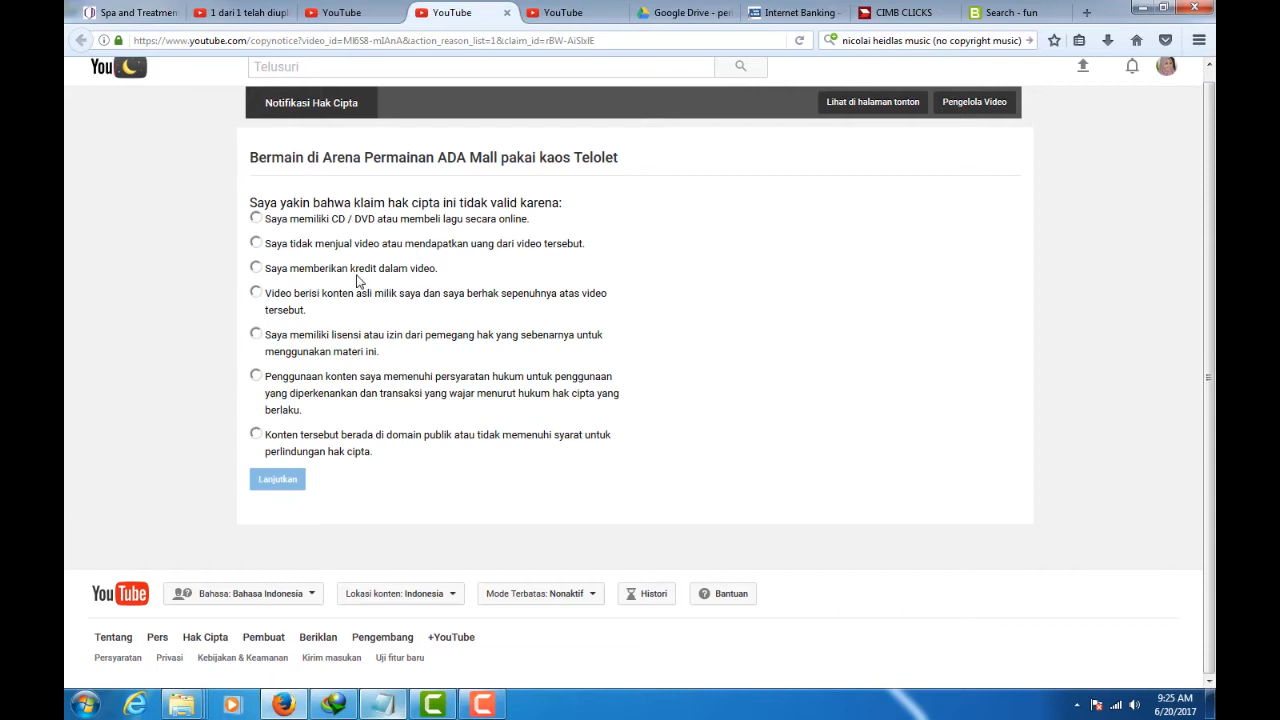 Spa and Treatment
1 dari 1 telah diupl
YouTube
YouTube
YouTube
Google Drive - per
Internet Banking -
CIMB CLICKS
Search - fun
https://www.youtube.com/copynotice?video_id=MI6S8-mIAnA&action_reason_list=1&claim_id=rBW-AiSlxlE
nicolai heidlas music (no copyright music)
You
Telusuri
Notifikasi Hak Cipta
Lihat di halaman tonton
Pengelola Video
Bermain di Arena Permainan ADA Mall pakai kaos Telolet
Saya yakin bahwa klaim hak cipta ini tidak valid karena:
Saya memiliki CD / DVD atau membeli lagu secara online.
Saya tidak menjual video atau mendapatkan uang dari video tersebut.
Saya memberikan kredit dalam video.
Video berisi konten asli milik saya dan saya berhak sepenuhnya atas video
tersebut.
Saya memiliki lisensi atau izin dari pemegang hak yang sebenarnya untuk
menggunakan materi ini.
Penggunaan konten saya memenuhi persyaratan hukum untuk penggunaan
yang diperkenankan dan transaksi yang wajar menurut hukum hak cipta yang
berlaku.
Konten tersebut berada di domain publik atau tidak memenuhi syarat untuk
perlindungan hak cipta.
Lanjutkan
YouTube
Bahasa: Bahasa Indonesia
Lokasi konten: Indonesia
Mode Terbatas: Nonaktif
Histori
Bantuan
Tentang Pers Hak Cipta Pembuat Beriklan Pengembang +YouTube
Persyaratan Privasi Kebijakan & Keamanan Kirim masukan Uji fitur baru
9:25 AM
6/20/2017